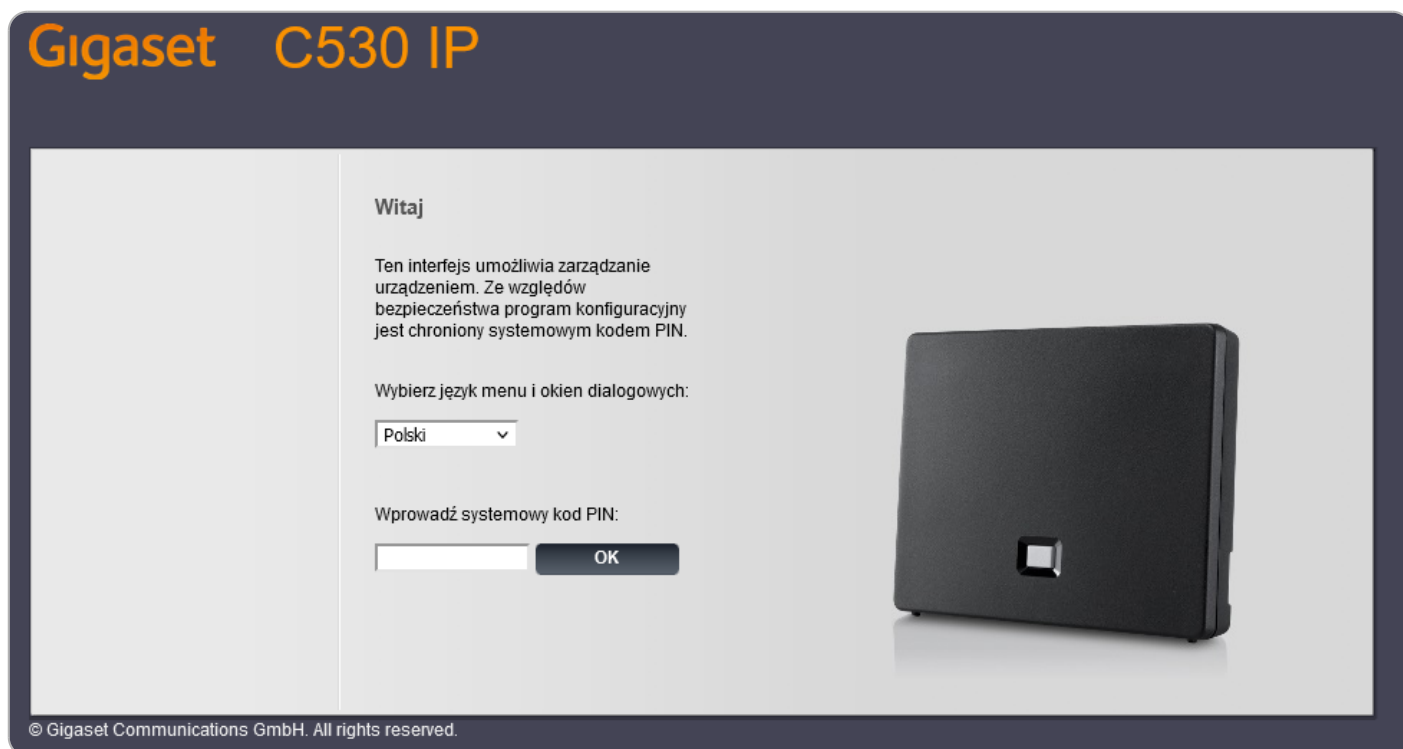 Gigaset C530 IP
Witaj
Ten interfejs umożliwia zarządzanie
urządzeniem. Ze względów
bezpieczeństwa program konfiguracyjny
jest chroniony systemowym kodem PIN.
Wybierz język menu i okien dialogowych:
Polski
Wprowadź systemowy kod PIN:
OK
© Gigaset Communications GmbH. All rights reserved.